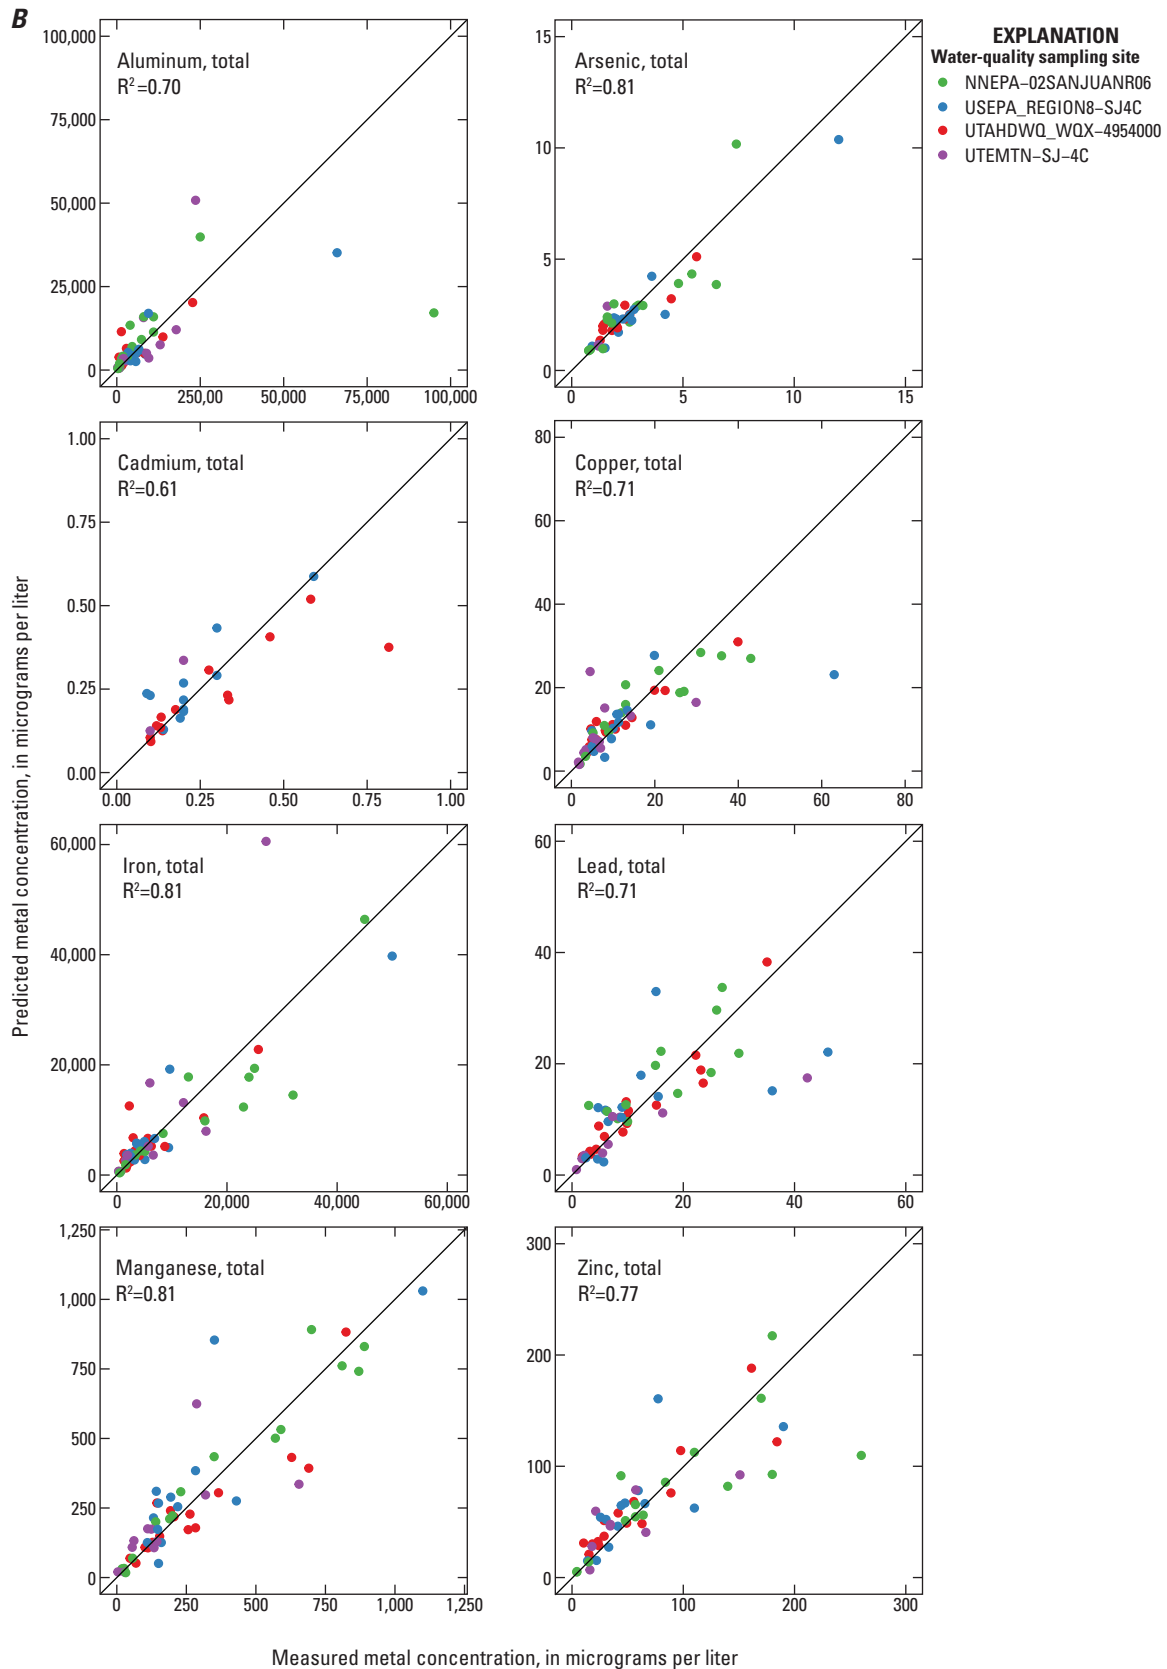 B
EXPLANATION
Water-quality sampling site
NNEPA–02SANJUANR06
USEPA_REGION8–SJ4C
UTAHDWQ_WQX–4954000
UTEMTN–SJ–4C
Predicted metal concentration, in micrograms per liter
Aluminum, total
R²=0.70
100,000
75,000
50,000
25,000
0
0
250,00
50,000
75,000
100,000
Arsenic, total
R²=0.81
15
10
5
0
0
5
10
15
Cadmium, total
R²=0.61
1.00
0.75
0.50
0.25
0.00
0.00
0.25
0.50
0.75
1.00
Copper, total
R²=0.71
80
60
40
20
0
0
20
40
60
80
Iron, total
R²=0.81
60,000
40,000
20,000
0
0
20,000
40,000
60,000
Lead, total
R²=0.71
60
40
20
0
0
20
40
60
Manganese, total
R²=0.81
1,250
1,000
750
500
250
0
0
250
500
750
1,000
1,250
Zinc, total
R²=0.77
300
200
100
0
0
100
200
300
Measured metal concentration, in micrograms per liter